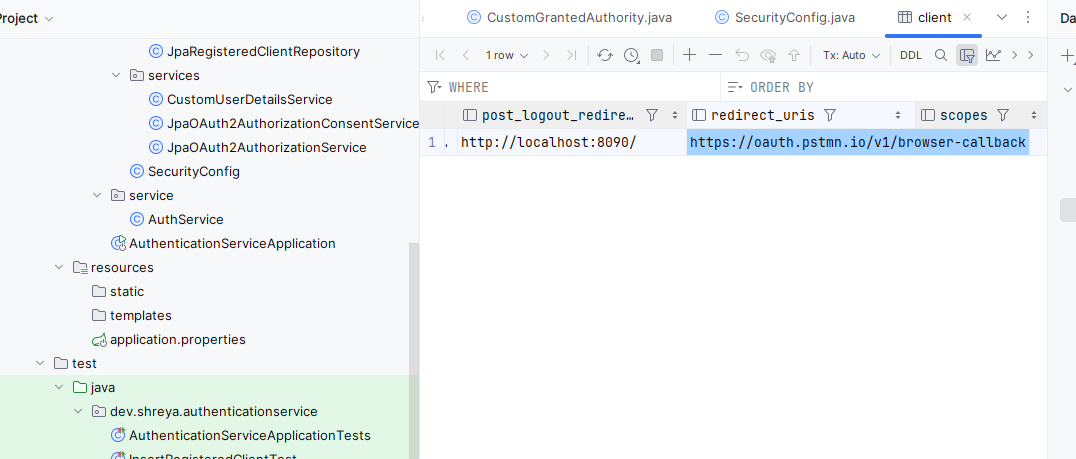 Project
JpaRegisteredClientRepository
services
CustomUserDetailsService
JpaOAuth2AuthorizationConsentService
JpaOAuth2AuthorizationService
SecurityConfig
service
AuthService
AuthenticationServiceApplication
resources
static
templates
application.properties
test
java
dev.shreya.authenticationservice
AuthenticationServiceApplicationTests
InsertRegisteredClientTest
CustomGrantedAuthority.java SecurityConfig.java client
1 row Tx: Auto DDL
WHERE ORDER BY
post_logout_redire… redirect_uris scopes
1 . http://localhost:8090/ https://oauth.pstmn.io/v1/browser-callback
Da